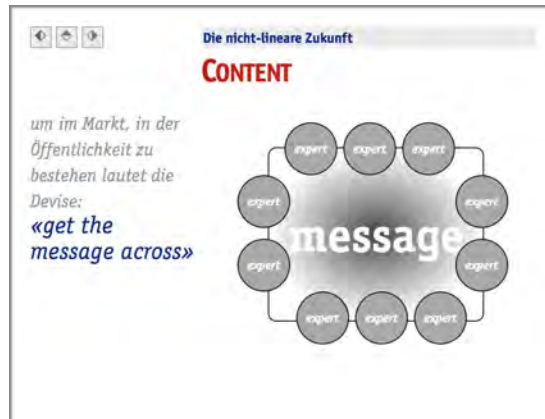 Die nicht-lineare Zukunft
CONTENT
um im Markt, in der
Öffentlichkeit zu
bestehen lautet die
Devise:
«get the
message across»
expert expert expert
expert expert
message
expert expert
expert expert expert